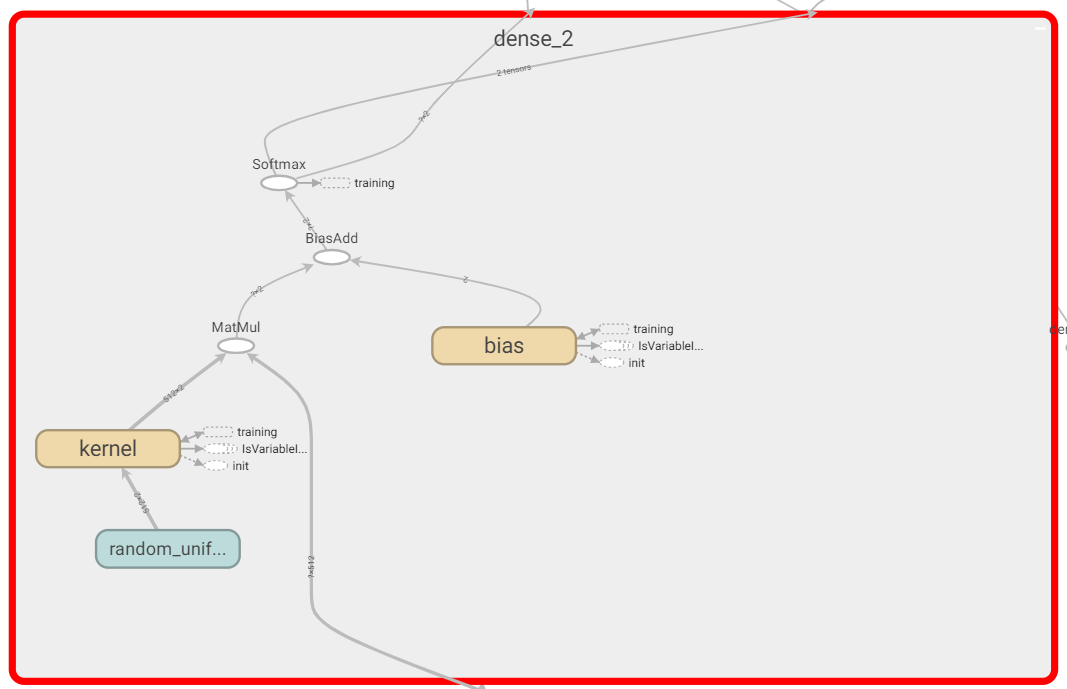 dense_2
2 tensors
?×2
Softmax
training
?×2
BiasAdd
?×2
2
MatMul
training
bias
IsVariableI...
init
512×2
training
kernel
IsVariableI...
init
512×2
random_unif...
?×512